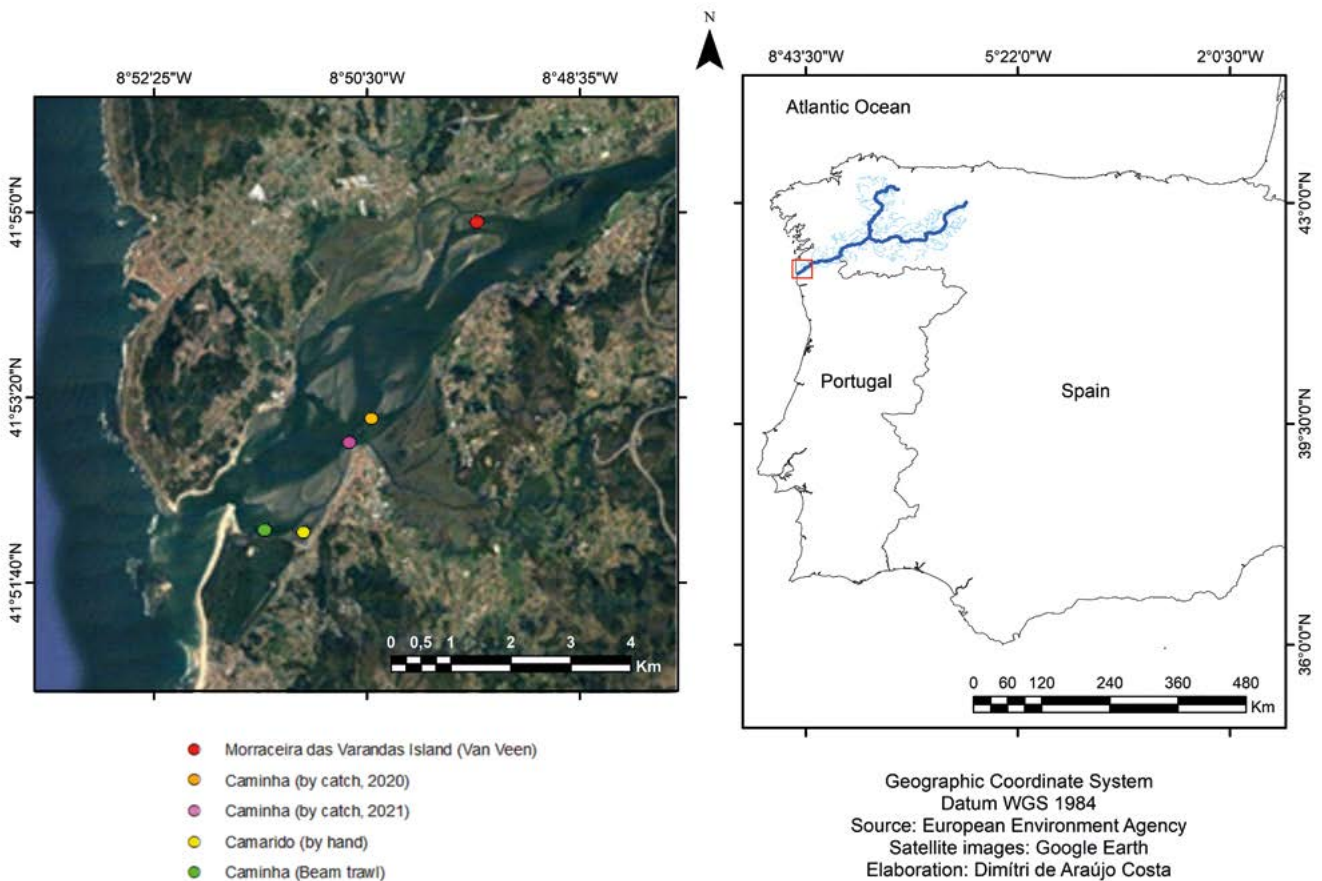 N
8°52'25"W
8°50'30"W
8°48'35"W
8°43'30"W
5°22'0"W
2°0'30"W
41°55'0"N
41°53'20"N
41°51'40"N
0 0,5 1 2 3 4
Km
Atlantic Ocean
Portugal
Spain
43°0'0"N
39°30'0"N
36°0'0"N
0 60 120 240 360 480
Km
Morraceira das Varandas Island (Van Veen)
Caminha (by catch, 2020)
Caminha (by catch, 2021)
Camarido (by hand)
Caminha (Beam trawl)
Geographic Coordinate System
Datum WGS 1984
Source: European Environment Agency
Satellite images: Google Earth
Elaboration: Dimítri de Araújo Costa